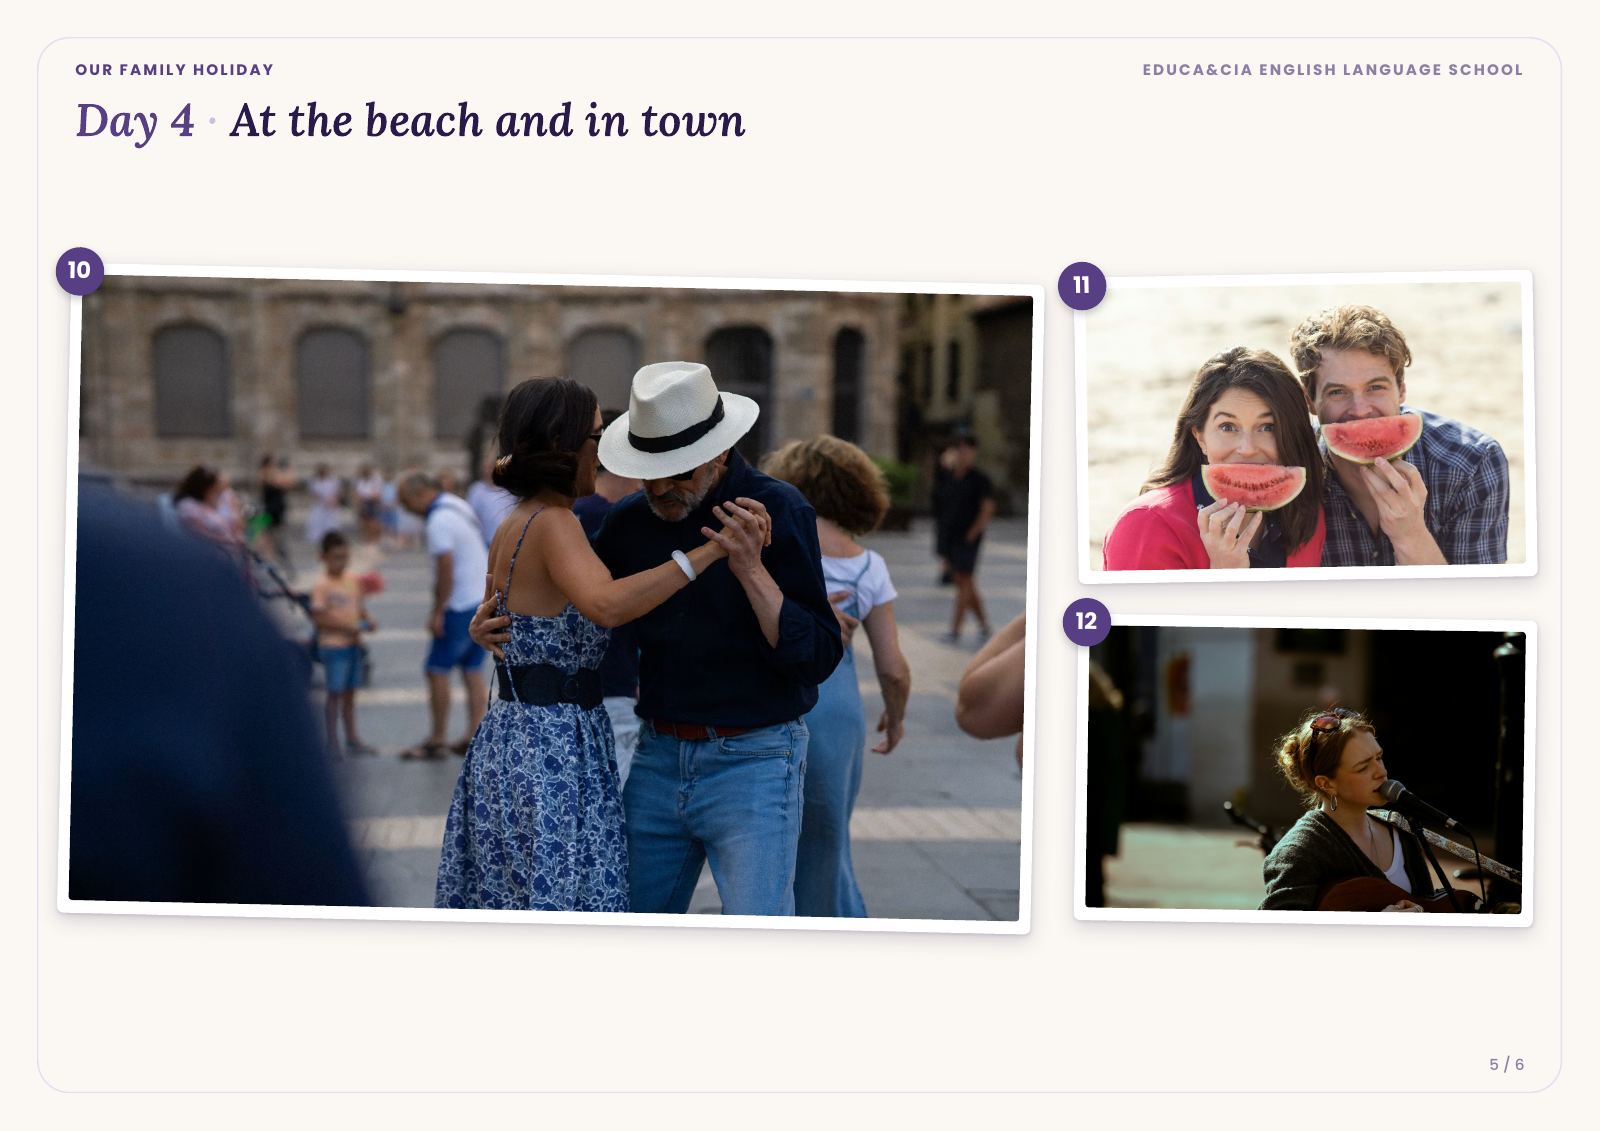 OUR FAMILY HOLIDAY
EDUCA&CIA ENGLISH LANGUAGE SCHOOL
Day 4 · At the beach and in town
10
11
12
5 / 6